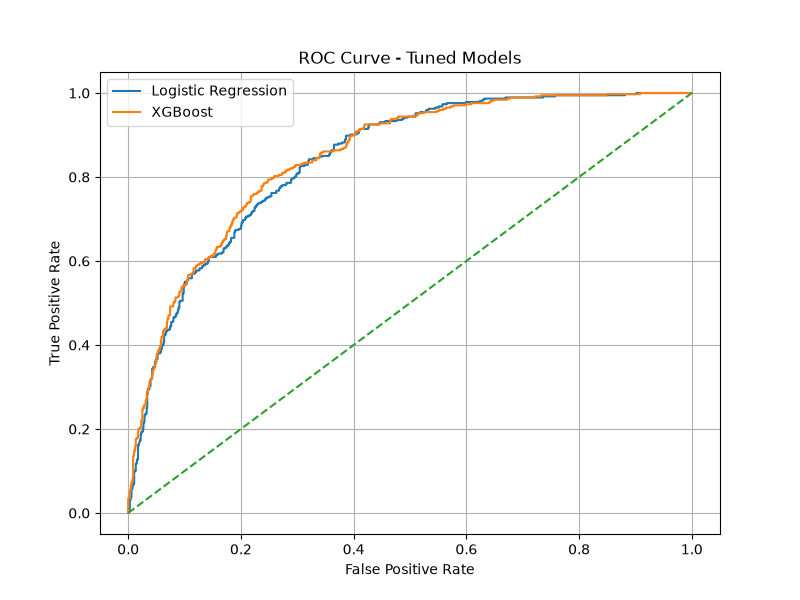 ROC Curve - Tuned Models
Logistic Regression
XGBoost
True Positive Rate
1.0
0.8
0.6
0.4
0.2
0.0
0.0 0.2 0.4 0.6 0.8 1.0
False Positive Rate